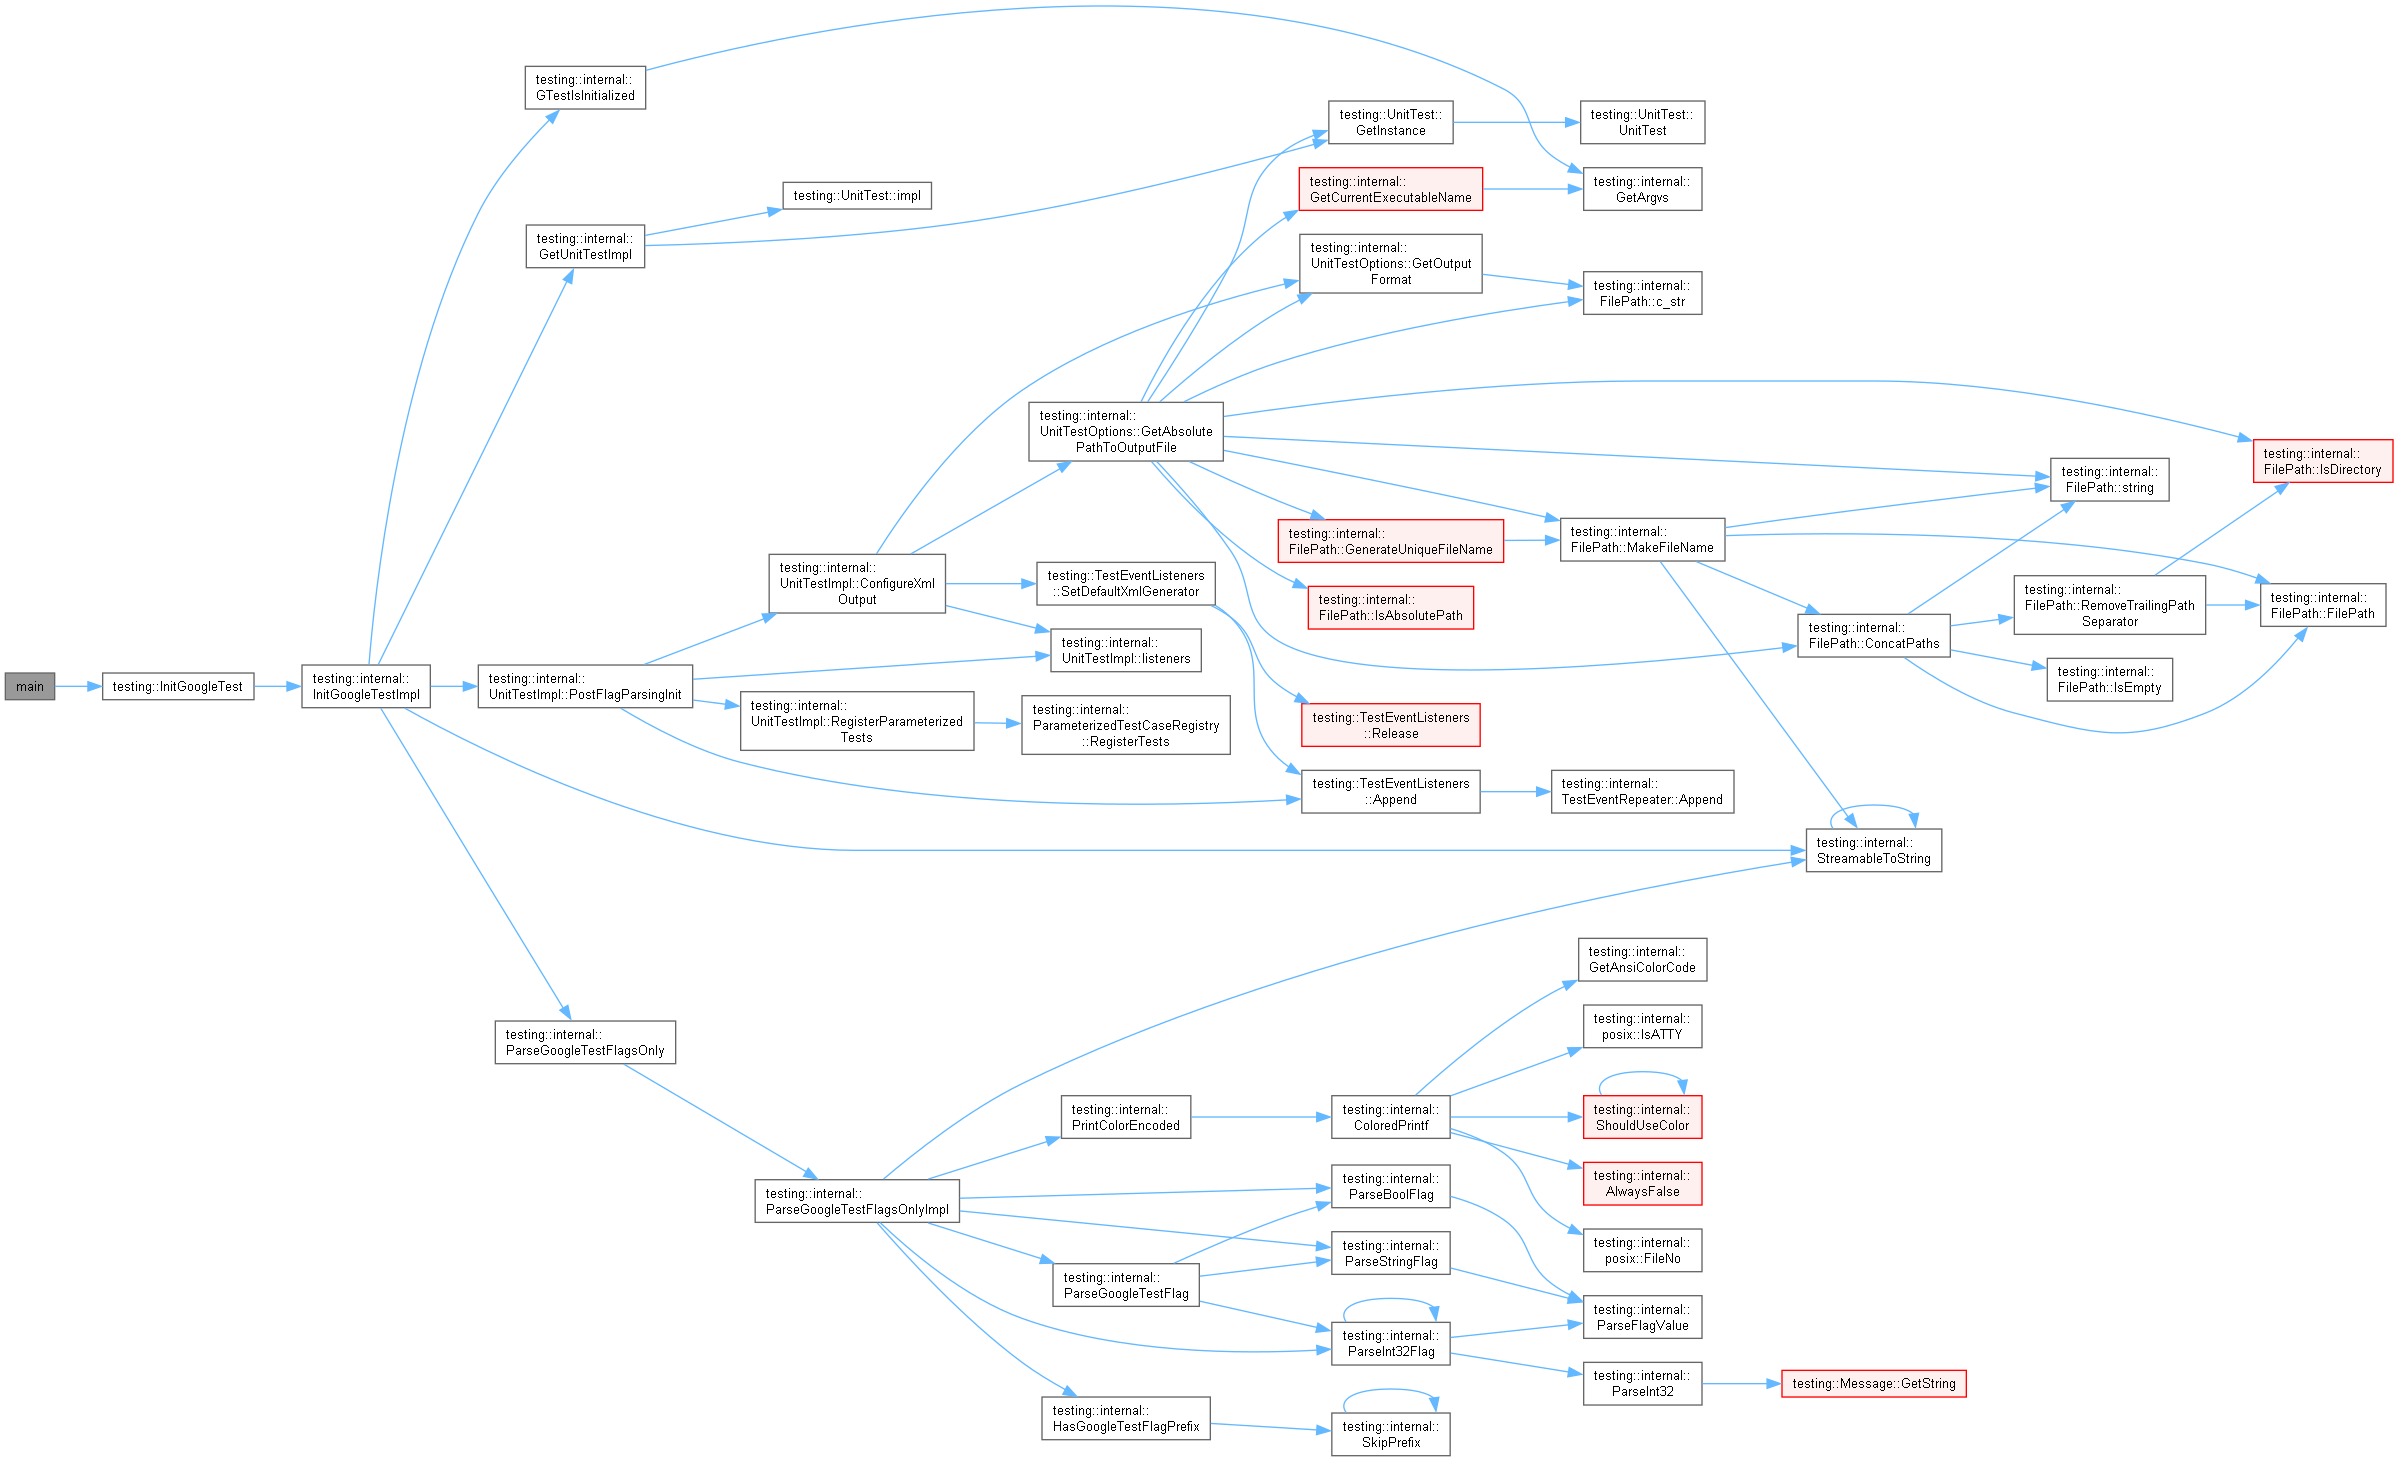 main
testing::InitGoogleTest
testing::internal::
InitGoogleTestImpl
testing::internal::
GTestIsInitialized
testing::internal::
GetUnitTestImpl
testing::internal::
UnitTestImpl::PostFlagParsingInit
testing::internal::
ParseGoogleTestFlagsOnly
testing::UnitTest::impl
testing::internal::
UnitTestImpl::ConfigureXml
Output
testing::internal::
UnitTestImpl::RegisterParameterized
Tests
testing::internal::
ParseGoogleTestFlagsOnlyImpl
testing::internal::
UnitTestOptions::GetAbsolute
PathToOutputFile
testing::TestEventListeners
::SetDefaultXmlGenerator
testing::internal::
UnitTestImpl::listeners
testing::internal::
ParameterizedTestCaseRegistry
::RegisterTests
testing::internal::
PrintColorEncoded
testing::internal::
ParseGoogleTestFlag
testing::internal::
HasGoogleTestFlagPrefix
testing::UnitTest::
GetInstance
testing::internal::
GetCurrentExecutableName
testing::internal::
UnitTestOptions::GetOutput
Format
testing::internal::
FilePath::GenerateUniqueFileName
testing::internal::
FilePath::IsAbsolutePath
testing::TestEventListeners
::Release
testing::TestEventListeners
::Append
testing::internal::
ColoredPrintf
testing::internal::
ParseBoolFlag
testing::internal::
ParseStringFlag
testing::internal::
ParseInt32Flag
testing::internal::
SkipPrefix
testing::UnitTest::
UnitTest
testing::internal::
GetArgvs
testing::internal::
FilePath::c_str
testing::internal::
FilePath::MakeFileName
testing::internal::
TestEventRepeater::Append
testing::internal::
GetAnsiColorCode
testing::internal::
posix::IsATTY
testing::internal::
ShouldUseColor
testing::internal::
AlwaysFalse
testing::internal::
posix::FileNo
testing::internal::
ParseFlagValue
testing::internal::
ParseInt32
testing::internal::
FilePath::ConcatPaths
testing::internal::
StreamableToString
testing::Message::GetString
testing::internal::
FilePath::string
testing::internal::
FilePath::RemoveTrailingPath
Separator
testing::internal::
FilePath::IsEmpty
testing::internal::
FilePath::IsDirectory
testing::internal::
FilePath::FilePath